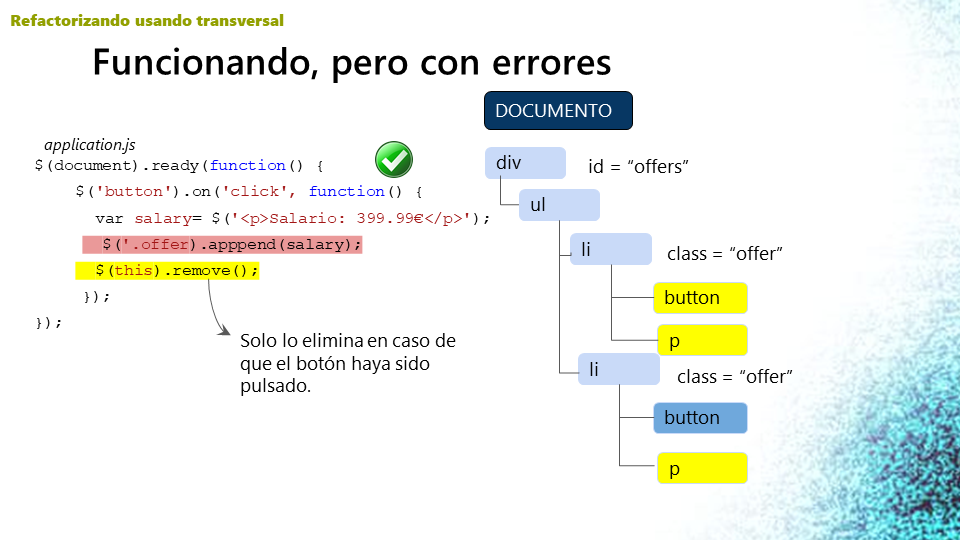 Refactorizando usando transversal
Funcionando, pero con errores
application.js
$(document).ready(function() {
$('button').on('click', function() {
var salary= $('<p>Salario: 399.99€</p>');
$('.offer).apppend(salary);
$(this).remove();
});
});
Solo lo elimina en caso de
que el botón haya sido
pulsado.
DOCUMENTO
div
id = “offers”
ul
li
class = “offer”
button
p
li
class = “offer”
button
p